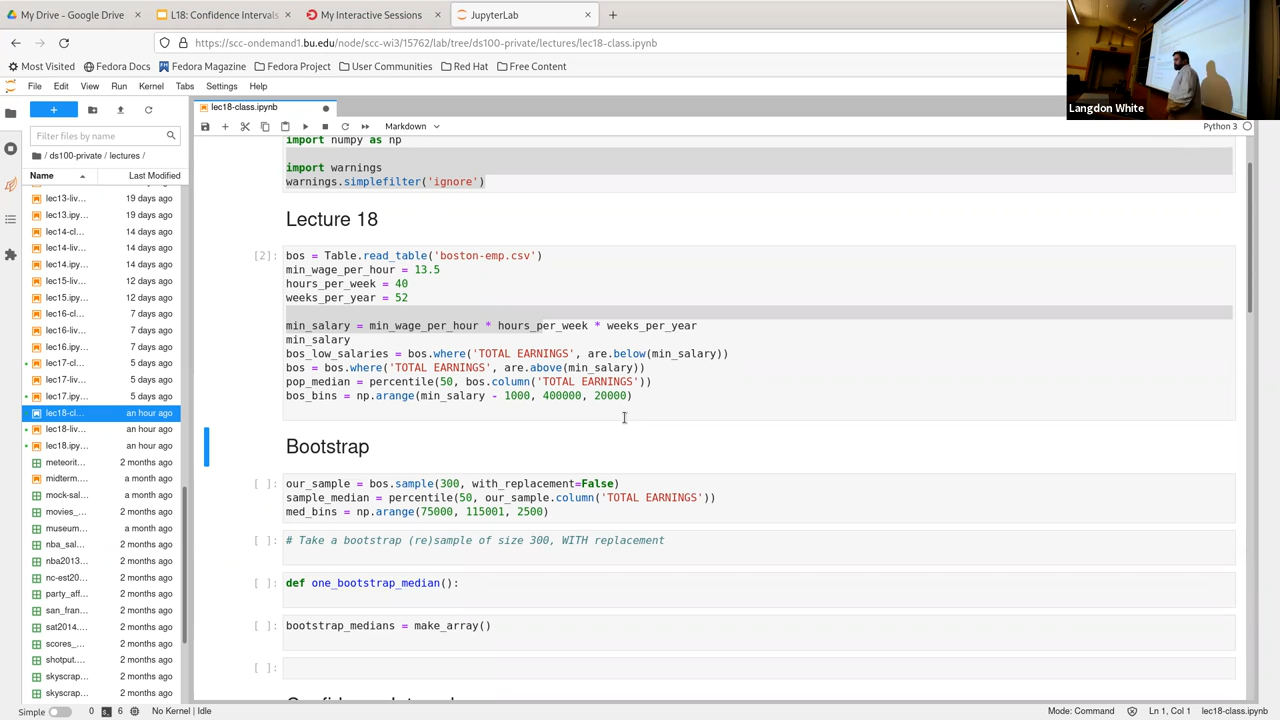 My Drive - Google Drive
L18: Confidence Intervals
My Interactive Sessions
JupyterLab
https://scc-ondemand1.bu.edu/node/scc-wi3/15762/lab/tree/ds100-private/lectures/lec18-class.ipynb
Most Visited Fedora Docs Fedora Magazine Fedora Project User Communities Red Hat Free Content
Langdon White
File Edit View Run Kernel Tabs Settings Help
lec18-class.ipynb
Markdown
Python 3
Filter files by name
/ ds100-private / lectures /
Name Last Modified
lec13-liv... 19 days ago
lec13.ipy... 19 days ago
lec14-cl... 14 days ago
lec14-liv... 14 days ago
lec14.ipy... 14 days ago
lec15-liv... 12 days ago
lec15.ipy... 12 days ago
lec16-cl... 7 days ago
lec16-liv... 7 days ago
lec16.ipy... 7 days ago
lec17-cl... 5 days ago
lec17-liv... 5 days ago
lec17.ipy... 5 days ago
lec18-cl... an hour ago
lec18-liv... an hour ago
lec18.ipy... an hour ago
meteorit... 2 months ago
midterm.... a month ago
mock-sal... a month ago
movies_... 2 months ago
museum... a month ago
nba_sal... 2 months ago
nba2013... 2 months ago
nc-est20... 2 months ago
party_aff... 2 months ago
san_fran... 2 months ago
sat2014.... 2 months ago
scores_... 2 months ago
shotput.... 2 months ago
skyscrap... 2 months ago
skyscrap... 2 months ago
import numpy as np
import warnings
warnings.simplefilter('ignore')
Lecture 18
[2]: bos = Table.read_table('boston-emp.csv')
min_wage_per_hour = 13.5
hours_per_week = 40
weeks_per_year = 52
min_salary = min_wage_per_hour * hours_per_week * weeks_per_year
min_salary
bos_low_salaries = bos.where('TOTAL EARNINGS', are.below(min_salary))
bos = bos.where('TOTAL EARNINGS', are.above(min_salary))
pop_median = percentile(50, bos.column('TOTAL EARNINGS'))
bos_bins = np.arange(min_salary - 1000, 400000, 20000)
Bootstrap
[ ]: our_sample = bos.sample(300, with_replacement=False)
sample_median = percentile(50, our_sample.column('TOTAL EARNINGS'))
med_bins = np.arange(75000, 115001, 2500)
[ ]: # Take a bootstrap (re)sample of size 300, WITH replacement
[ ]: def one_bootstrap_median():
[ ]: bootstrap_medians = make_array()
[ ]:
Simple 0 6 No Kernel | Idle Mode: Command Ln 1, Col 1 lec18-class.ipynb